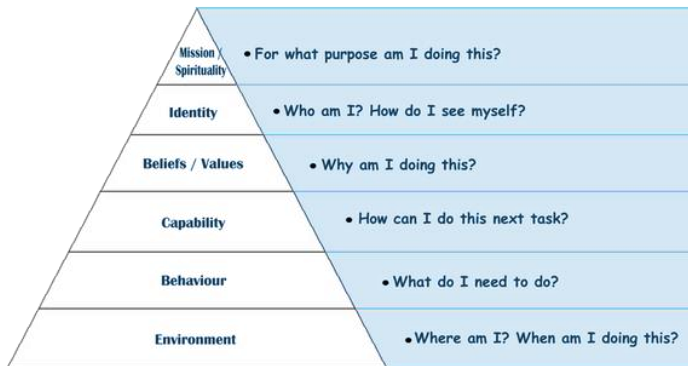 Mission /
Spirituality
• For what purpose am I doing this?
Identity
• Who am I? How do I see myself?
Beliefs / Values
• Why am I doing this?
Capability
• How can I do this next task?
Behaviour
• What do I need to do?
Environment
• Where am I? When am I doing this?